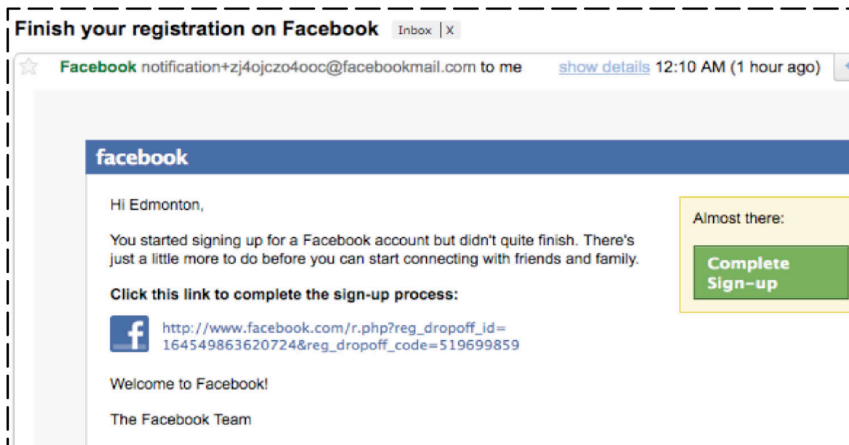 Finish your registration on Facebook Inbox | X
Facebook notification+zj4ojczo4ooc@facebookmail.com to me show details 12:10 AM (1 hour ago)
facebook
Hi Edmonton,
You started signing up for a Facebook account but didn't quite finish. There's
just a little more to do before you can start connecting with friends and family.
Click this link to complete the sign-up process:
f
http://www.facebook.com/r.php?reg_dropoff_id=
164549863620724&reg_dropoff_code=519699859
Welcome to Facebook!
The Facebook Team
Almost there:
Complete
Sign-up